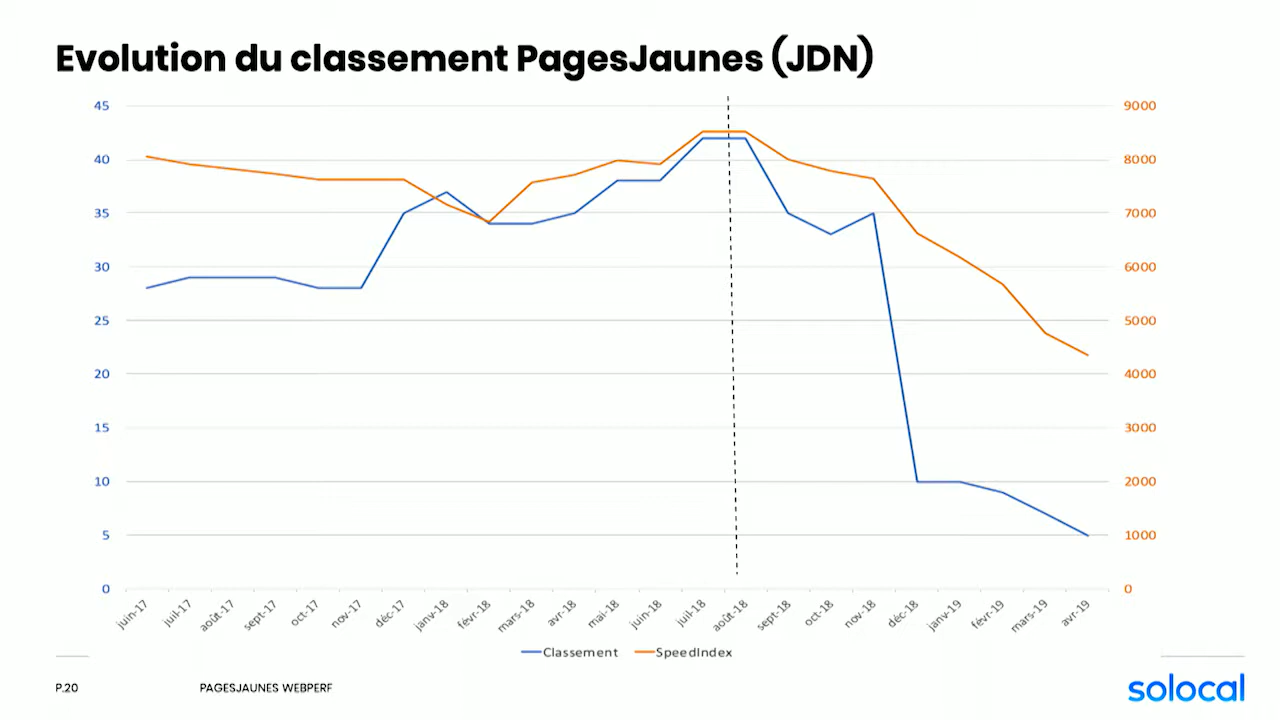 Evolution du classement PagesJaunes (JDN)
45 9000
40 8000
35 7000
30 6000
25 5000
20 4000
15 3000
10 2000
5 1000
0 0
juin-17 juil-17 août-17 sept-17 oct-17 nov-17 déc-17 janv-18 févr-18 mars-18 avr-18 mai-18 juin-18 juil-18 août-18 sept-18 oct-18 nov-18 déc-18 janv-19 févr-19 mars-19 avr-19
Classement SpeedIndex
P.20 PAGESJAUNES WEBPERF solocal